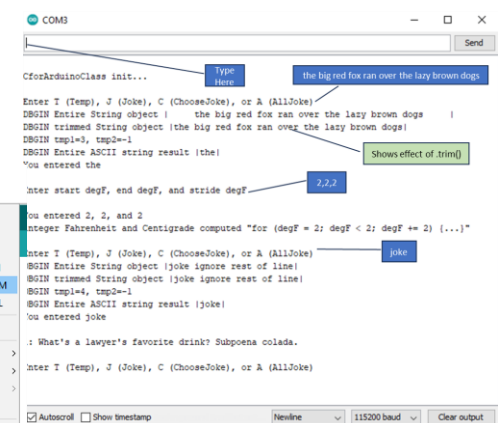 COM3
Send
Type
Here
the big red fox ran over the lazy brown dogs
CforArduinoClass init...
Enter T (Temp), J (Joke), C (ChooseJoke), or A (AllJoke)
DBGIN Entire String object |     the big red fox ran over the lazy brown dogs     |
DBGIN trimmed String object |the big red fox ran over the lazy brown dogs|
DBGIN tmp1=3, tmp2=-1
DBGIN Entire ASCII string result |the|
You entered the
Shows effect of .trim()
Enter start degF, end degF, and stride degF
2,2,2
You entered 2, 2, and 2
Integer Fahrenheit and Centigrade computed "for (degF = 2; degF < 2; degF += 2) {...}"
Enter T (Temp), J (Joke), C (ChooseJoke), or A (AllJoke)
joke
DBGIN Entire String object |joke ignore rest of line|
DBGIN trimmed String object |joke ignore rest of line|
DBGIN tmp1=4, tmp2=-1
DBGIN Entire ASCII string result |joke|
You entered joke
: What's a lawyer's favorite drink? Subpoena colada.
Enter T (Temp), J (Joke), C (ChooseJoke), or A (AllJoke)
Autoscroll Show timestamp
Newline
115200 baud
Clear output